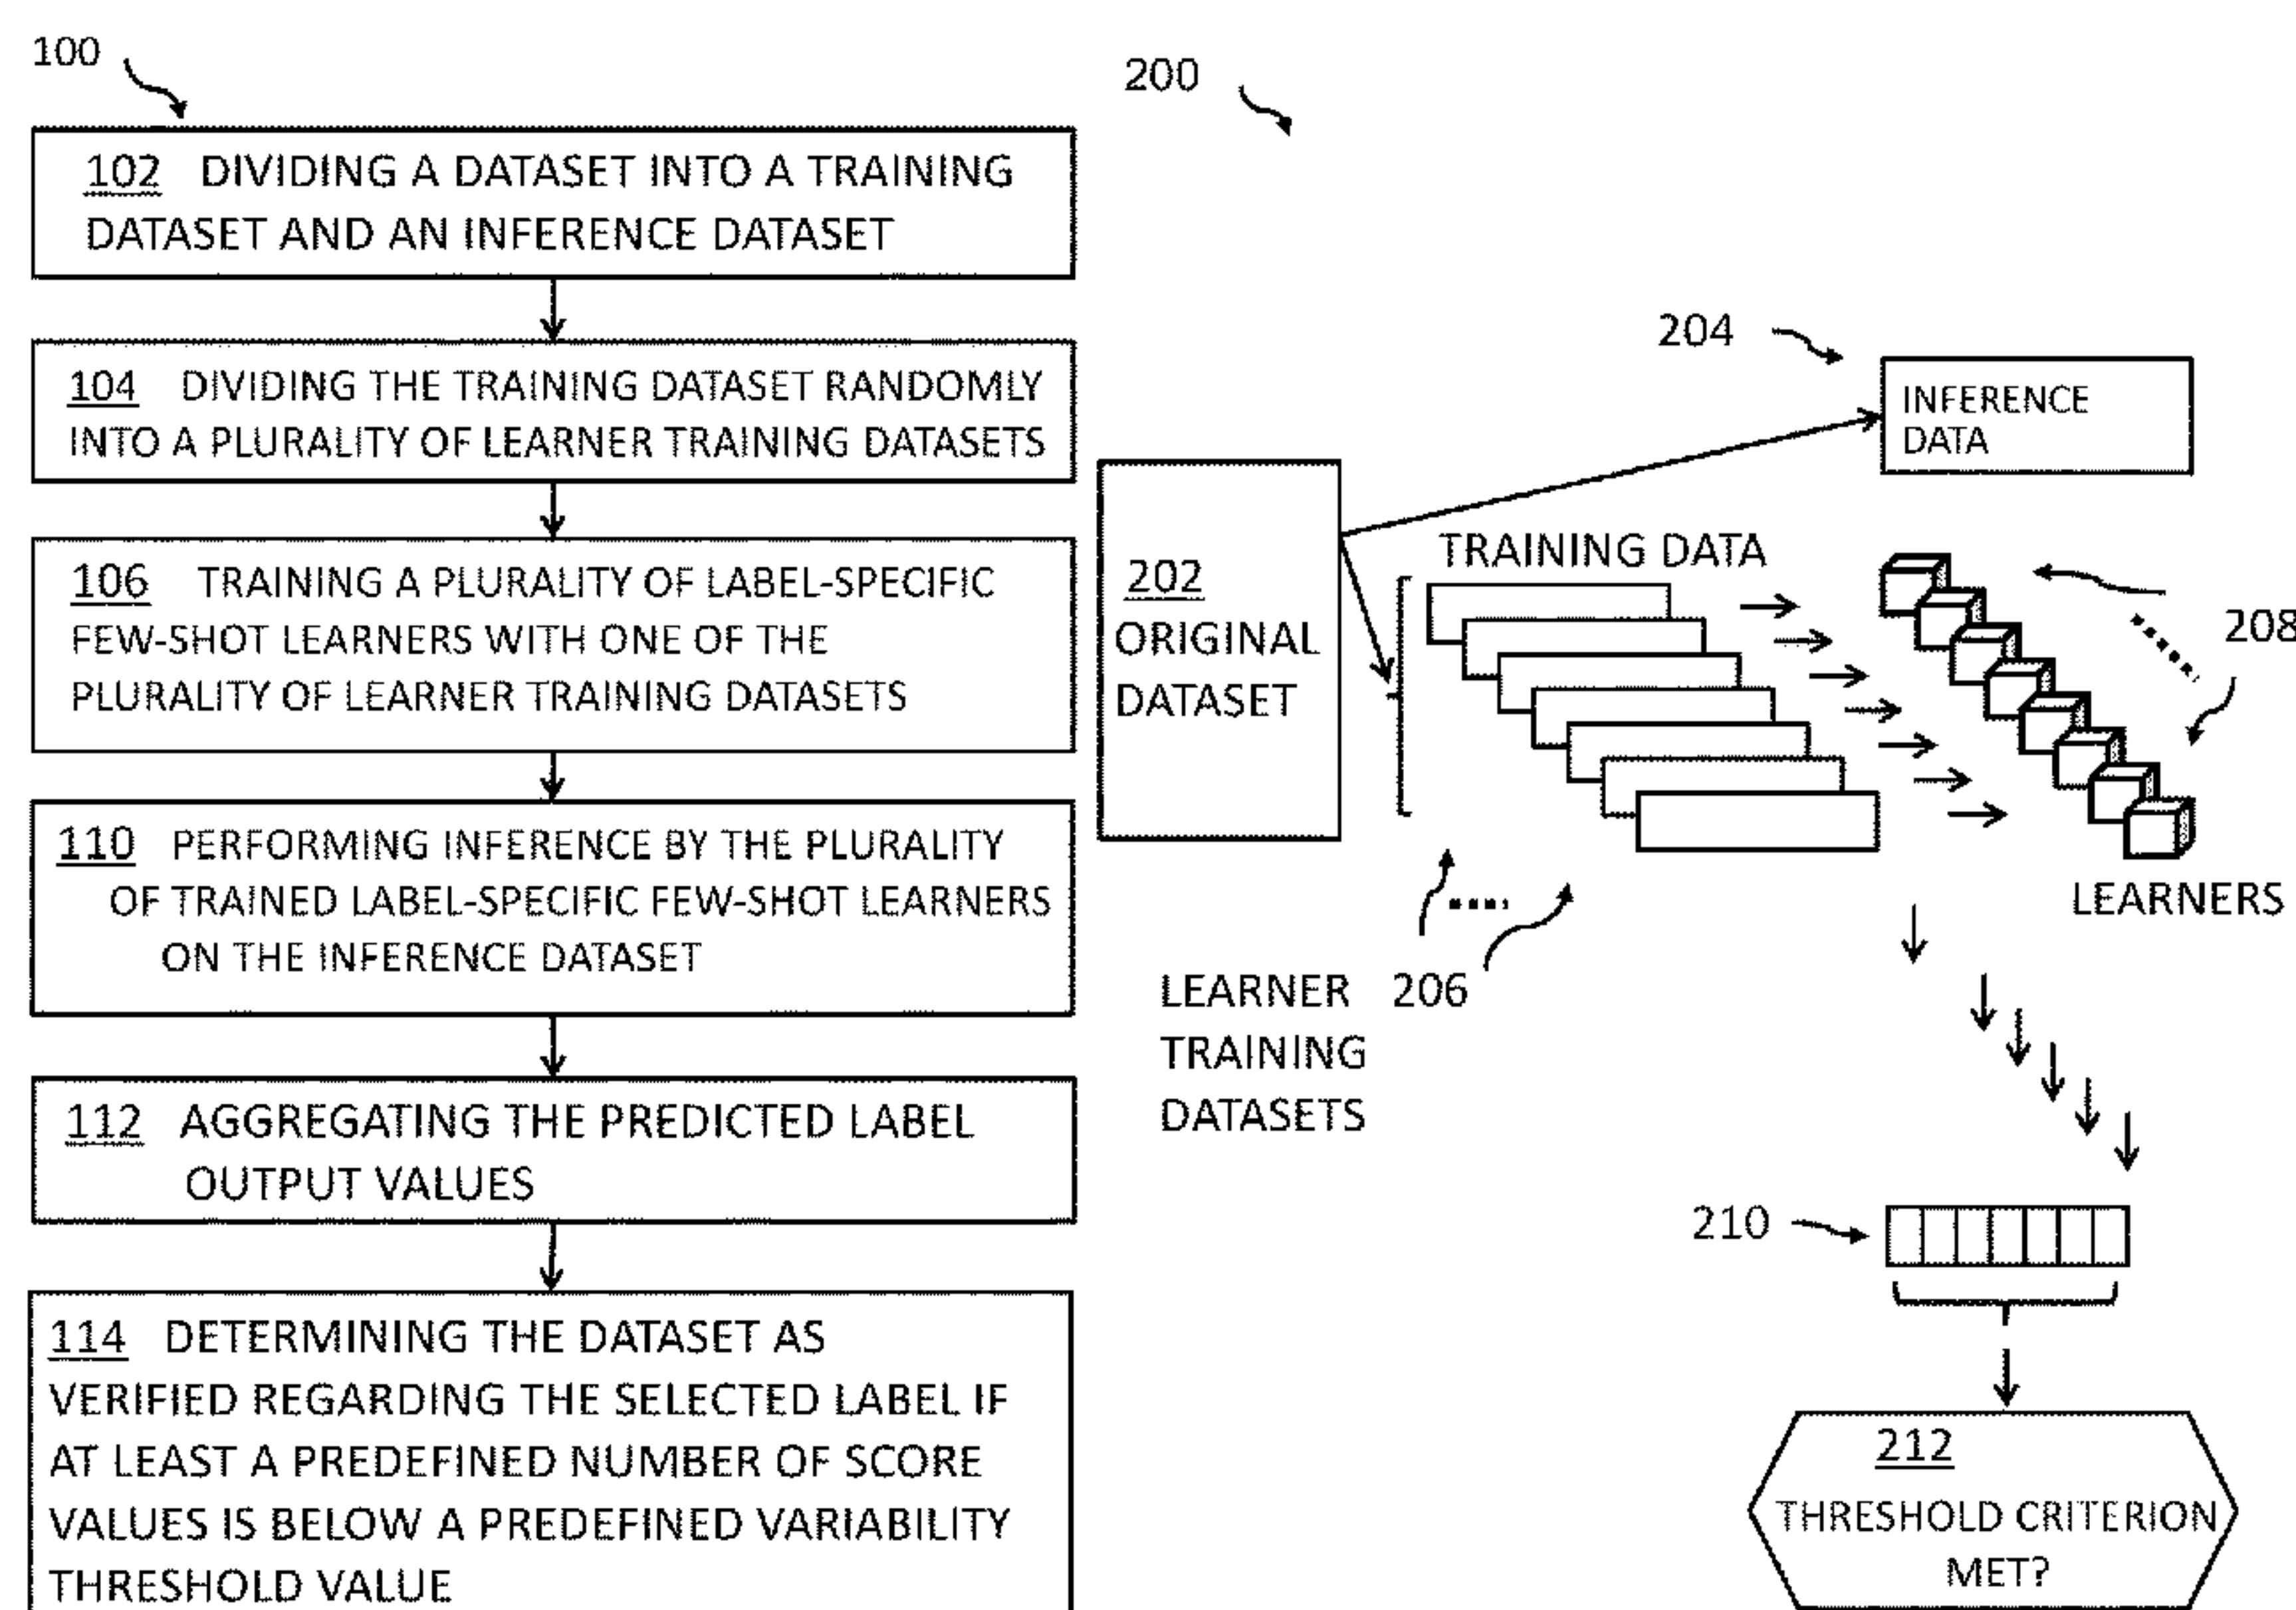 100
102 DIVIDING A DATASET INTO A TRAINING
DATASET AND AN INFERENCE DATASET
104 DIVIDING THE TRAINING DATASET RANDOMLY
INTO A PLURALITY OF LEARNER TRAINING DATASETS
106 TRAINING A PLURALITY OF LABEL-SPECIFIC
FEW-SHOT LEARNERS WITH ONE OF THE
PLURALITY OF LEARNER TRAINING DATASETS
110 PERFORMING INFERENCE BY THE PLURALITY
OF TRAINED LABEL-SPECIFIC FEW-SHOT LEARNERS
ON THE INFERENCE DATASET
112 AGGREGATING THE PREDICTED LABEL
OUTPUT VALUES
114 DETERMINING THE DATASET AS
VERIFIED REGARDING THE SELECTED LABEL IF
AT LEAST A PREDEFINED NUMBER OF SCORE
VALUES IS BELOW A PREDEFINED VARIABILITY
THRESHOLD VALUE
200
204
INFERENCE
DATA
202
ORIGINAL
DATASET
TRAINING DATA
208
LEARNERS
LEARNER 206
TRAINING
DATASETS
210
212
THRESHOLD CRITERION
MET?